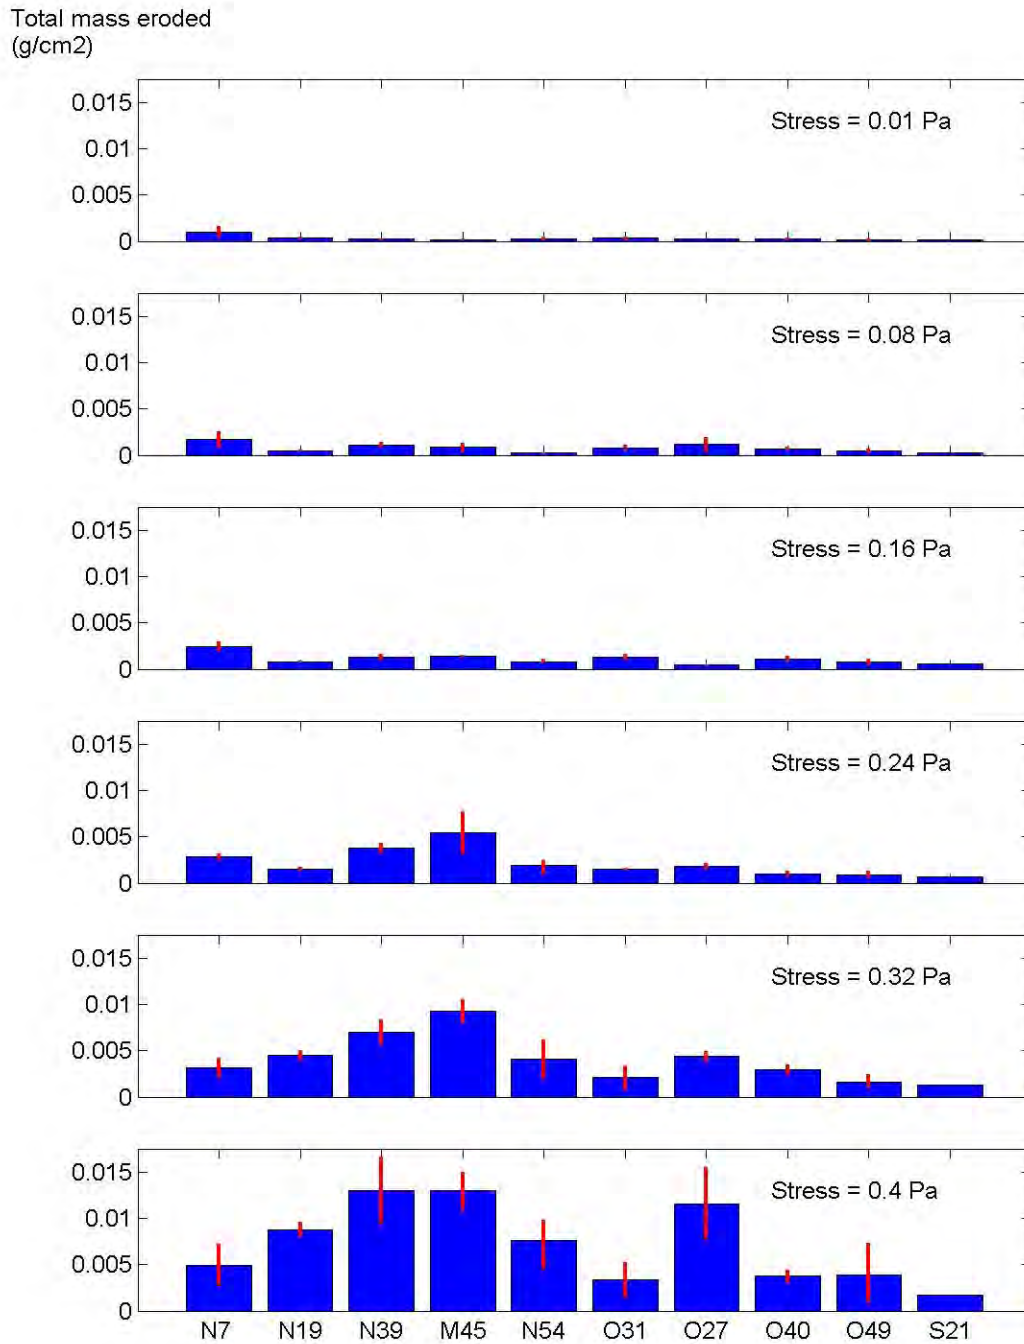 Total mass eroded
(g/cm2)
0.015
Stress = 0.01 Pa
0.01
0.005
0
0.015
Stress = 0.08 Pa
0.01
0.005
0
0.015
Stress = 0.16 Pa
0.01
0.005
0
0.015
Stress = 0.24 Pa
0.01
0.005
0
0.015
Stress = 0.32 Pa
0.01
0.005
0
0.015
Stress = 0.4 Pa
0.01
0.005
0
N7 N19 N39 M45 N54 O31 O27 O40 O49 S21